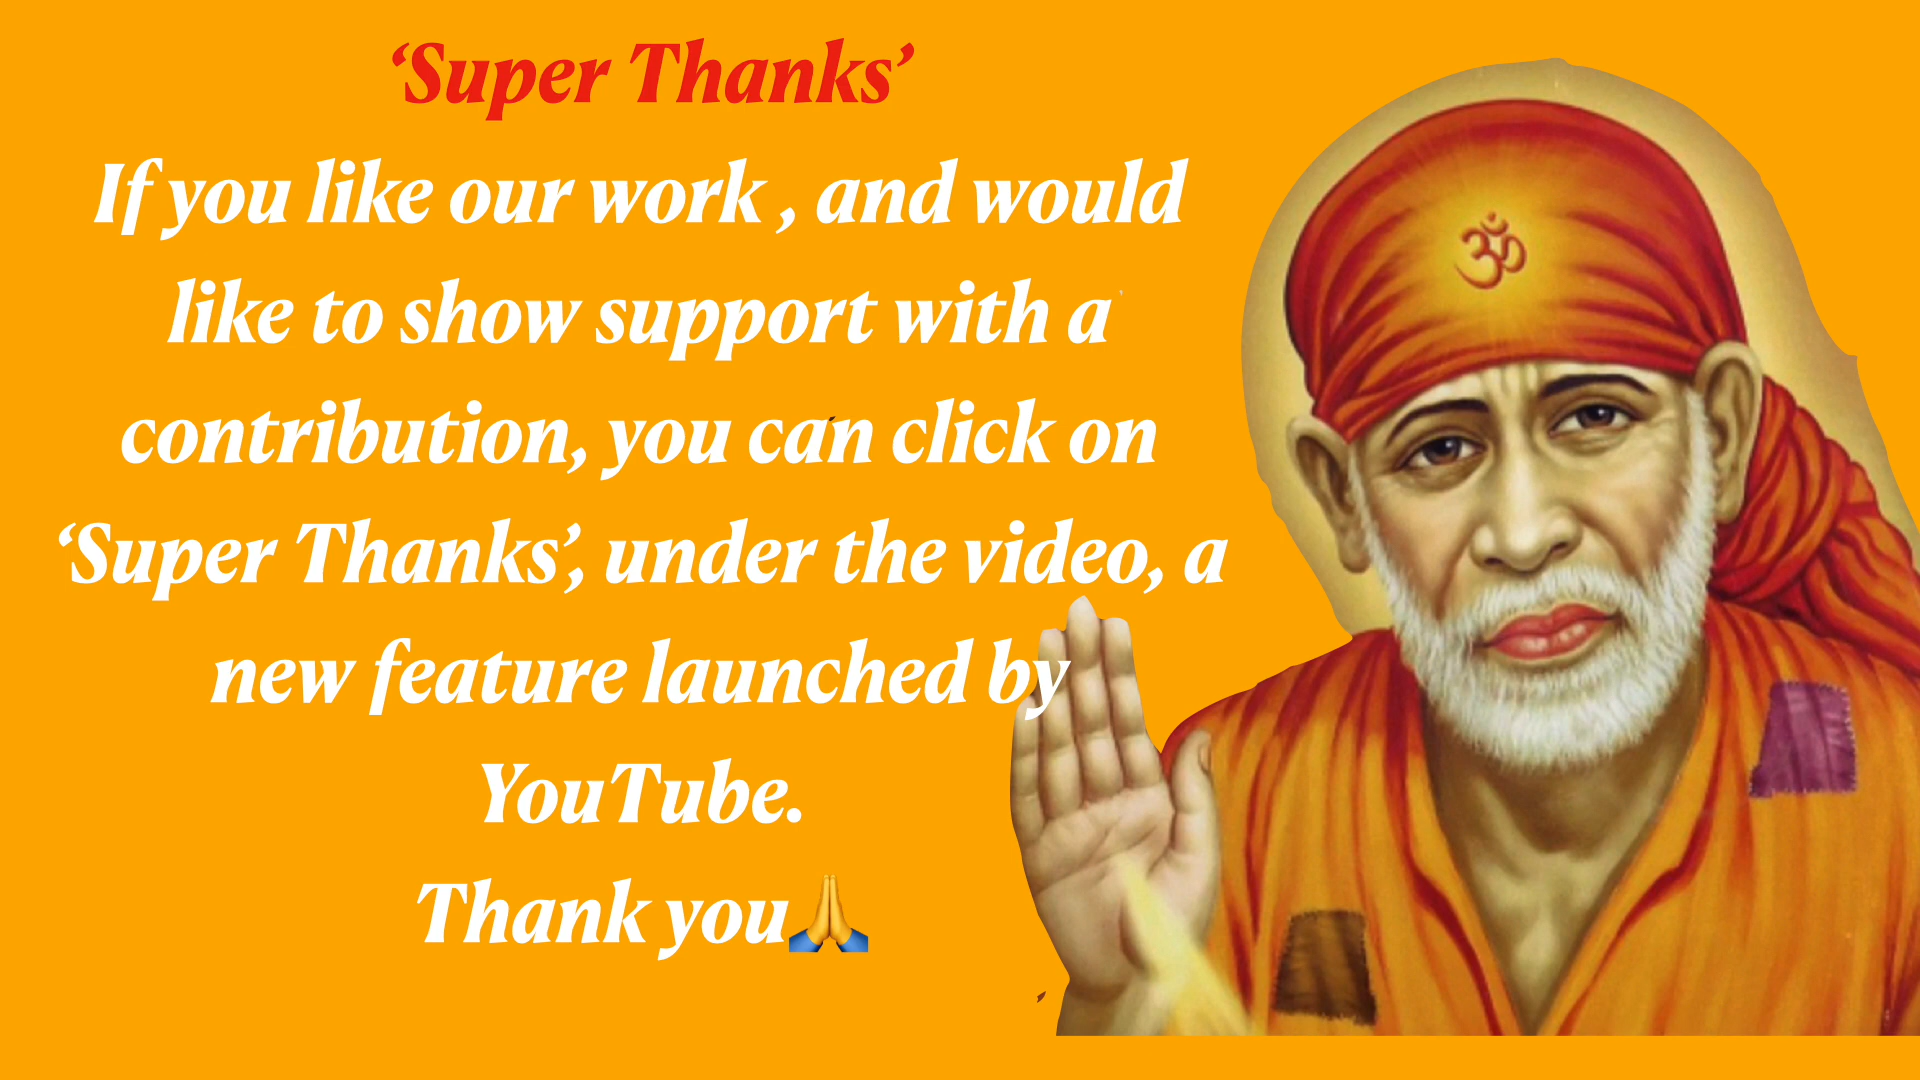 ‘Super Thanks’
If you like our work , and would
like to show support with a
contribution, you can click on
‘Super Thanks’, under the video, a
new feature launched by
YouTube.
Thank you🙏
ॐ